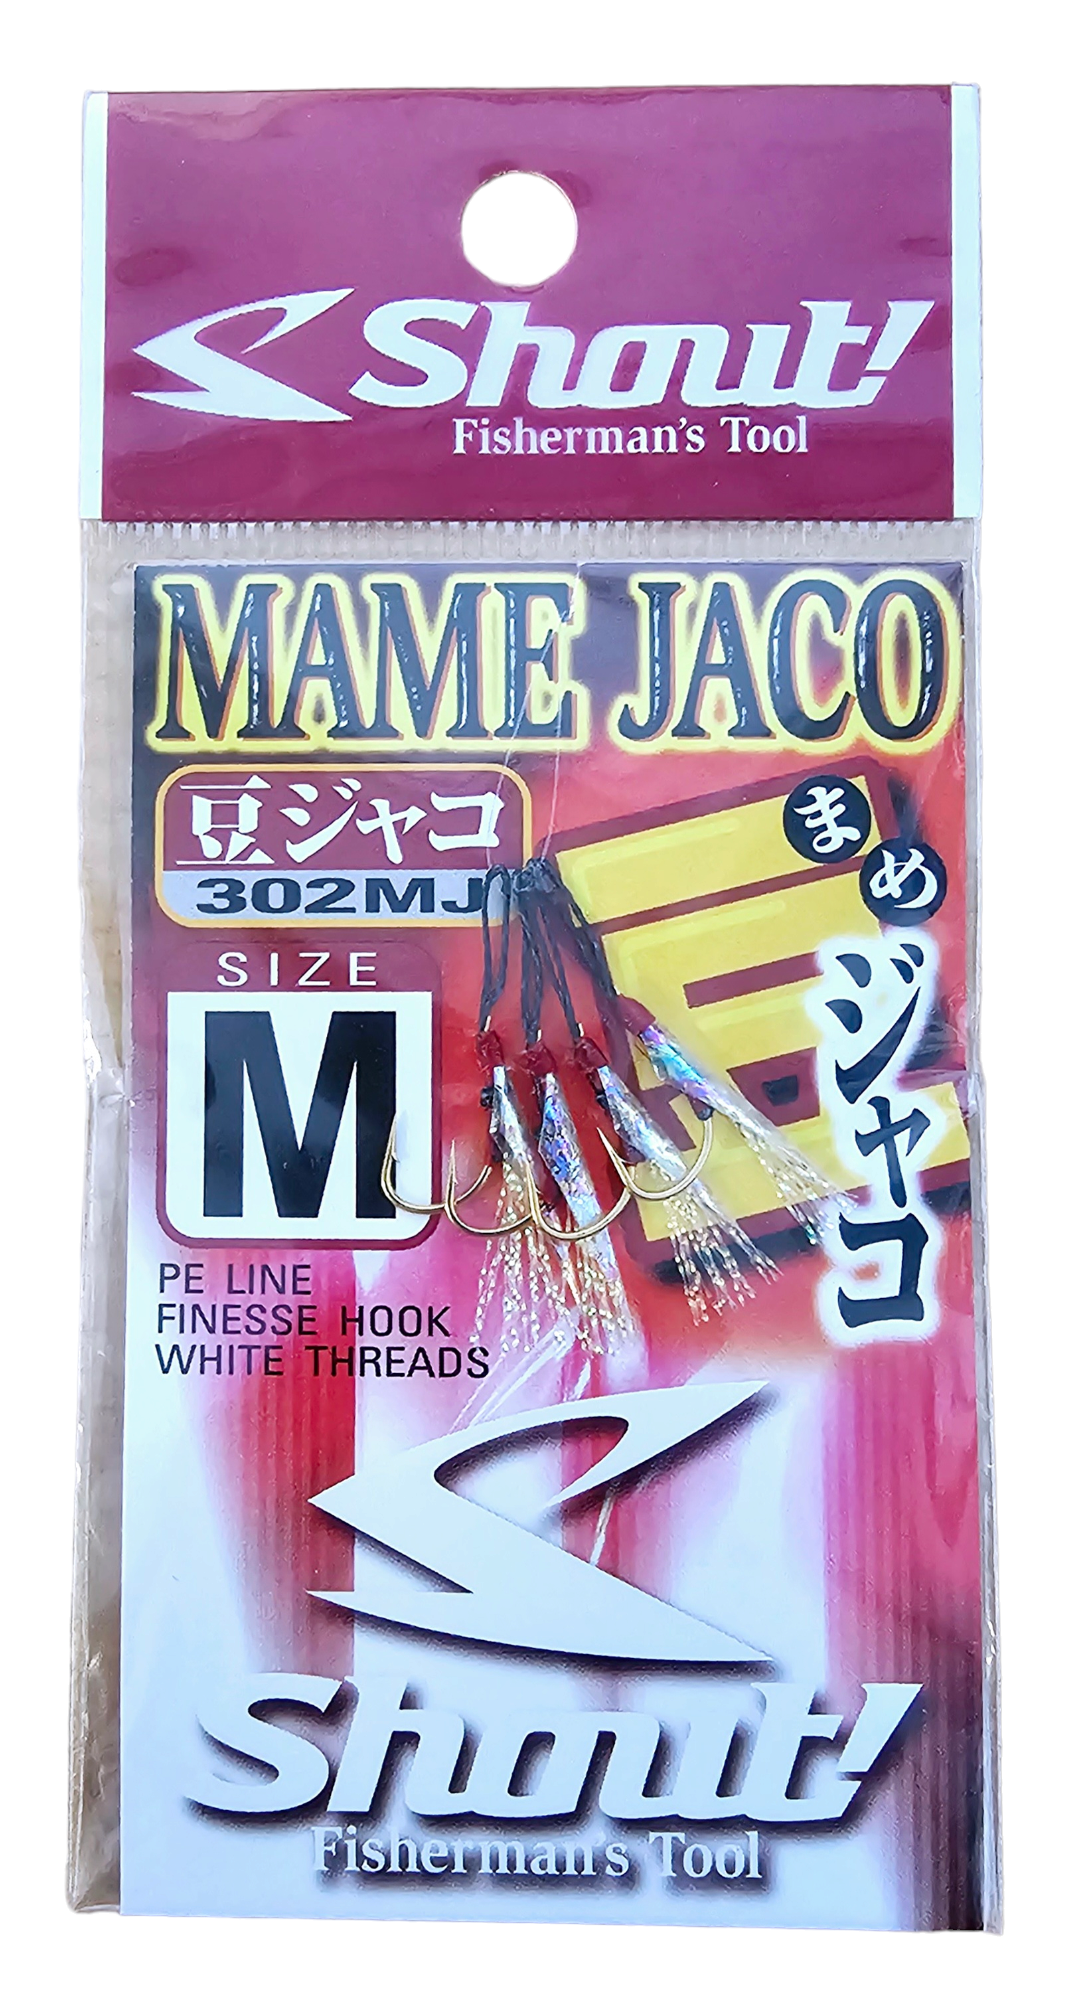 Shout!
Fisherman's Tool
MAME JACO
豆ジャコ
302MJ
SIZE
M
まめ
豆ジャコ
PE LINE
FINESSE HOOK
WHITE THREADS
Shout!
Fisherman's Tool